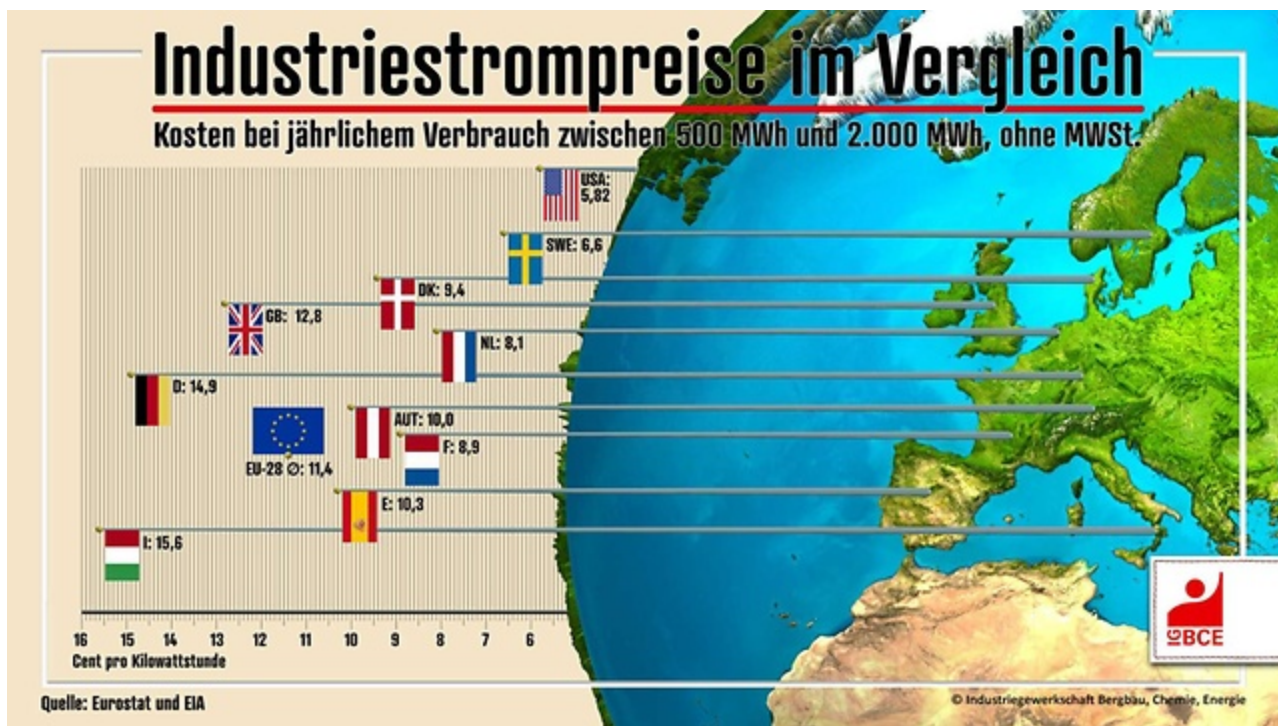 Industriestrompreise im Vergleich
Kosten bei jährlichem Verbrauch zwischen 500 MWh und 2.000 MWh, ohne MWSt.
USA:
5,82
SWE: 6,6
DK: 9,4
GB: 12,8
NL: 8,1
D: 14,9
AUT: 10,0
F: 8,9
EU-28 Ø: 11,4
E: 10,3
I: 15,6
16 15 14 13 12 11 10 9 8 7 6
Cent pro Kilowattstunde
IG BCE
Quelle: Eurostat und EIA
© Industriegewerkschaft Bergbau, Chemie, Energie